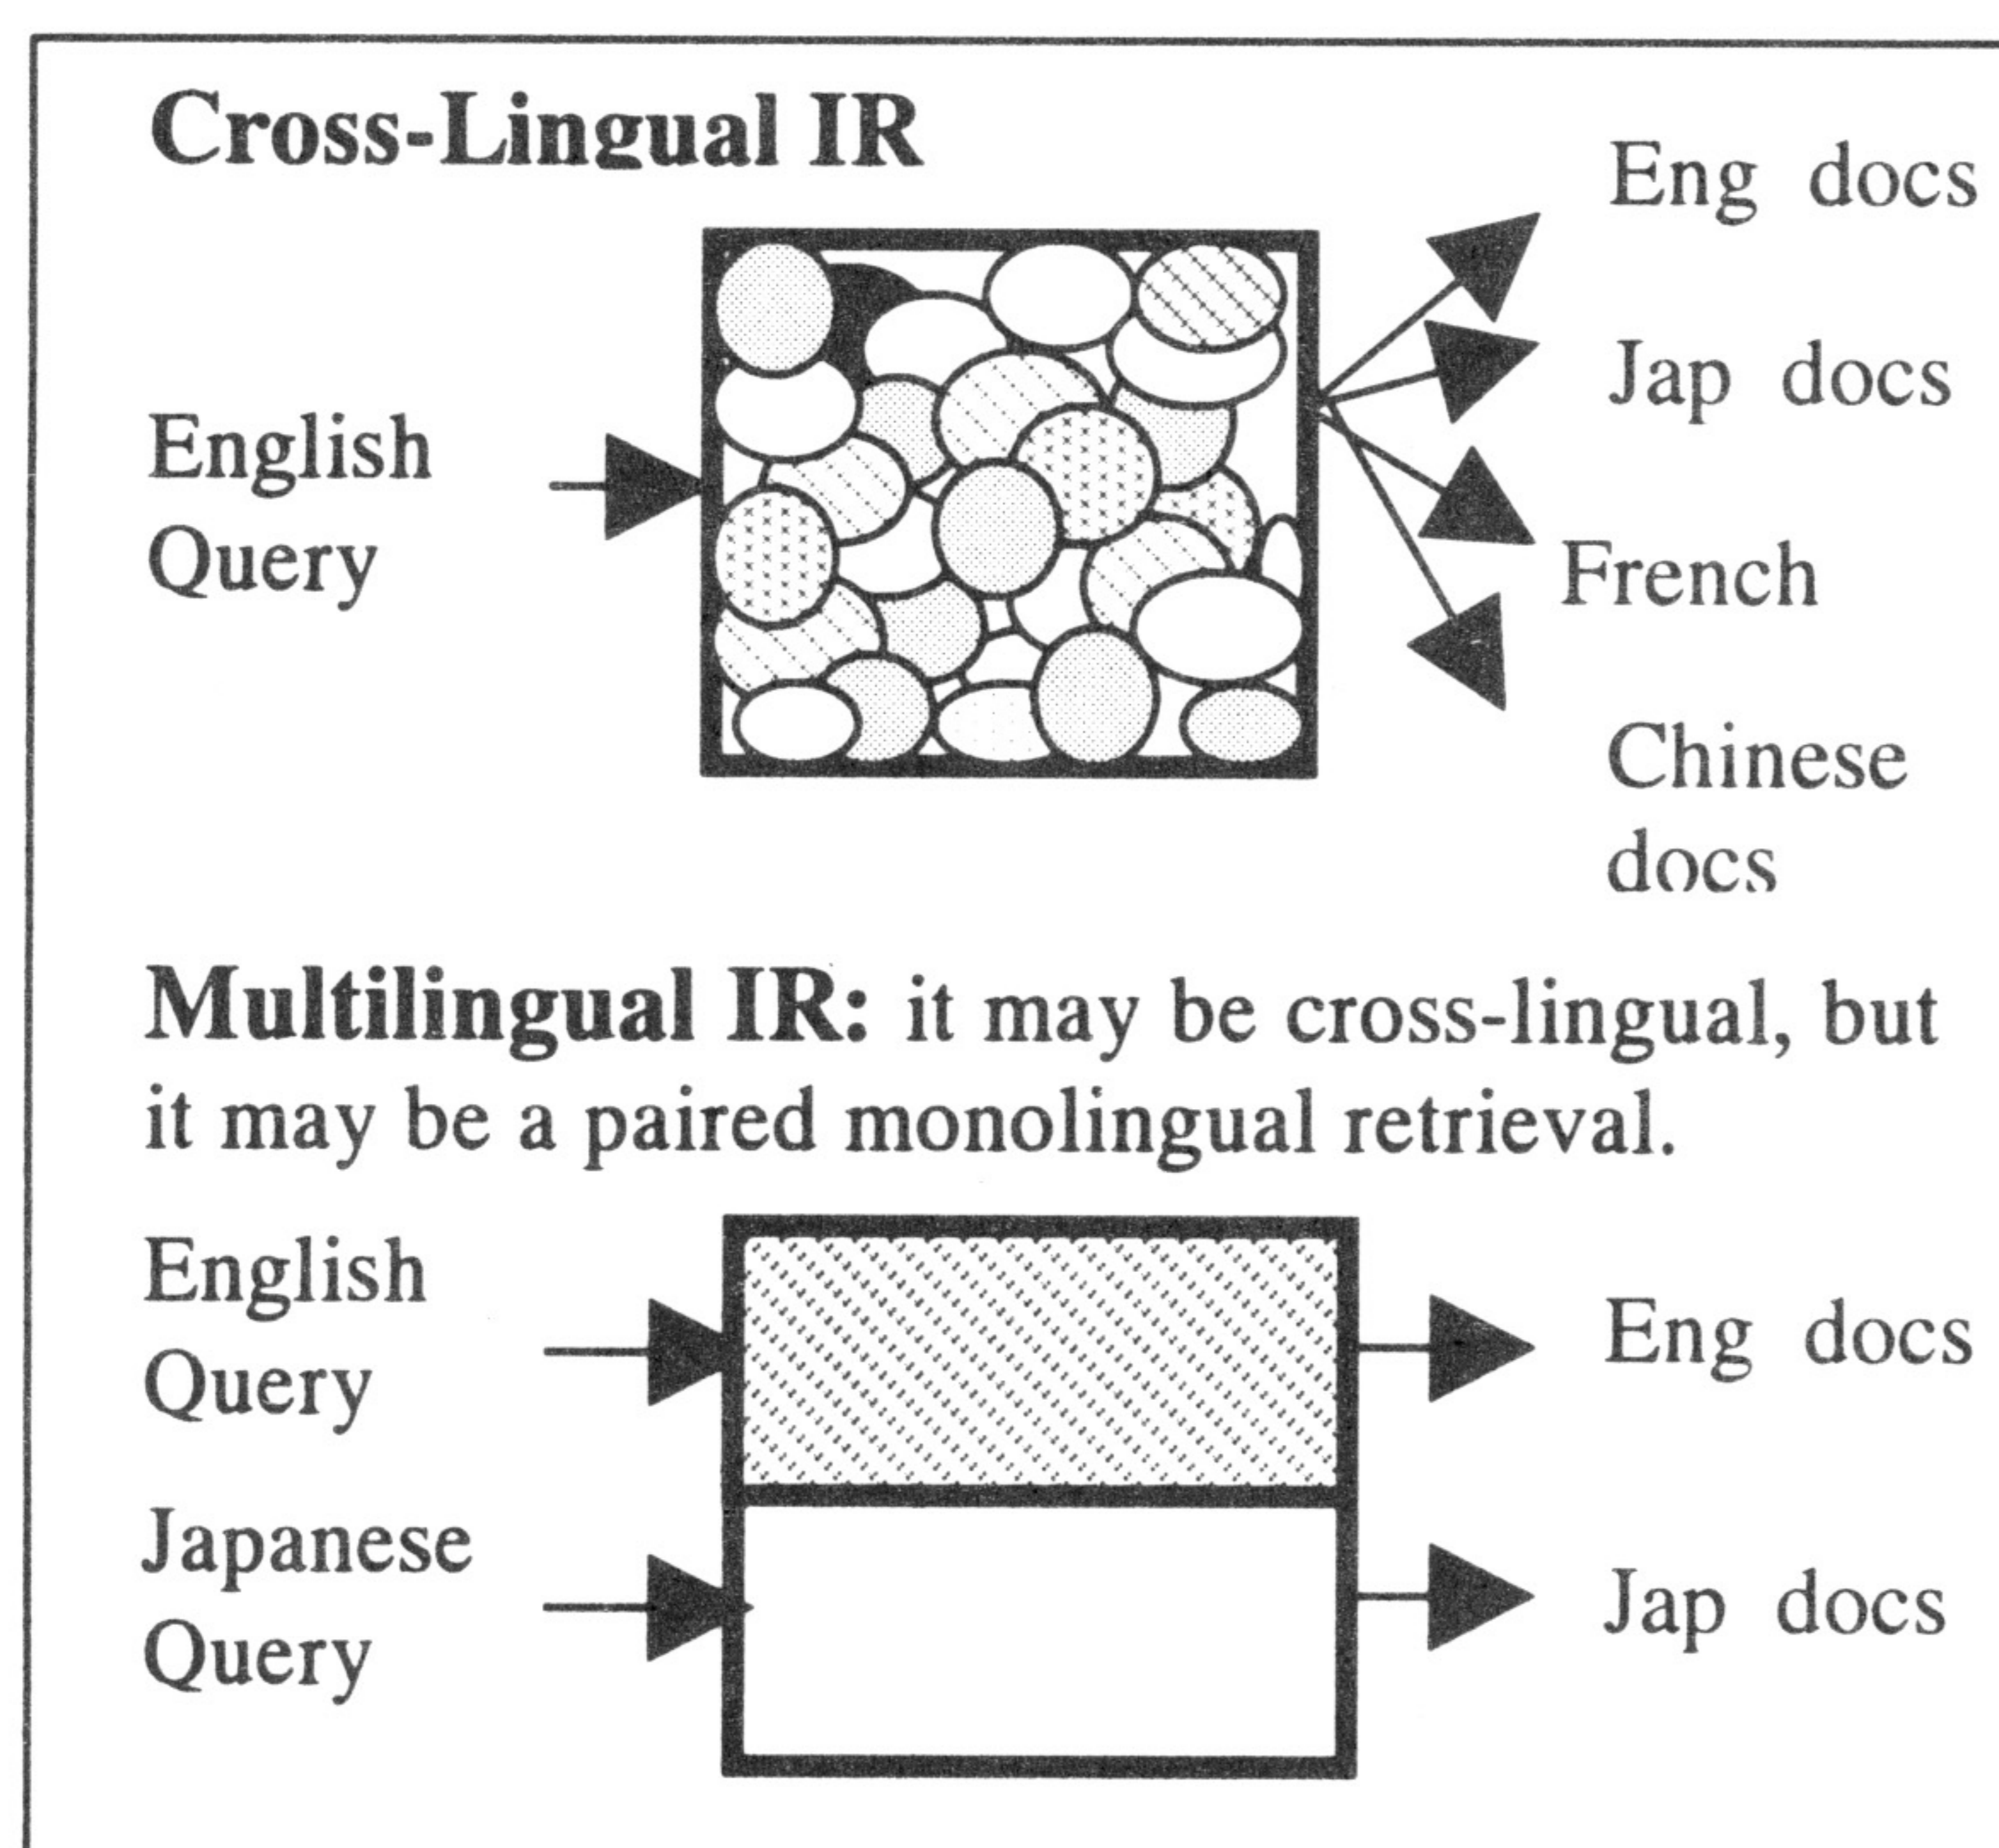 Cross-Lingual IR
Eng docs
Jap docs
English
Query
French
Chinese
docs
Multilingual IR: it may be cross-lingual, but
it may be a paired monolingual retrieval.
English
Query
Eng docs
Japanese
Query
Jap docs